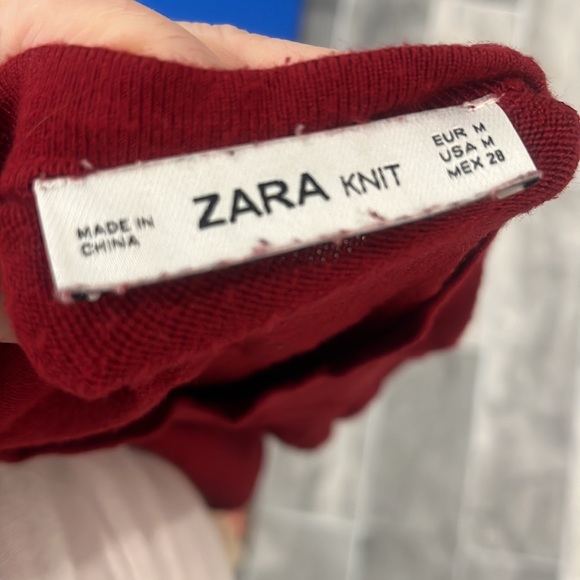 MADE IN
CHINA
ZARA KNIT
EUR M
USA M
MEX 28